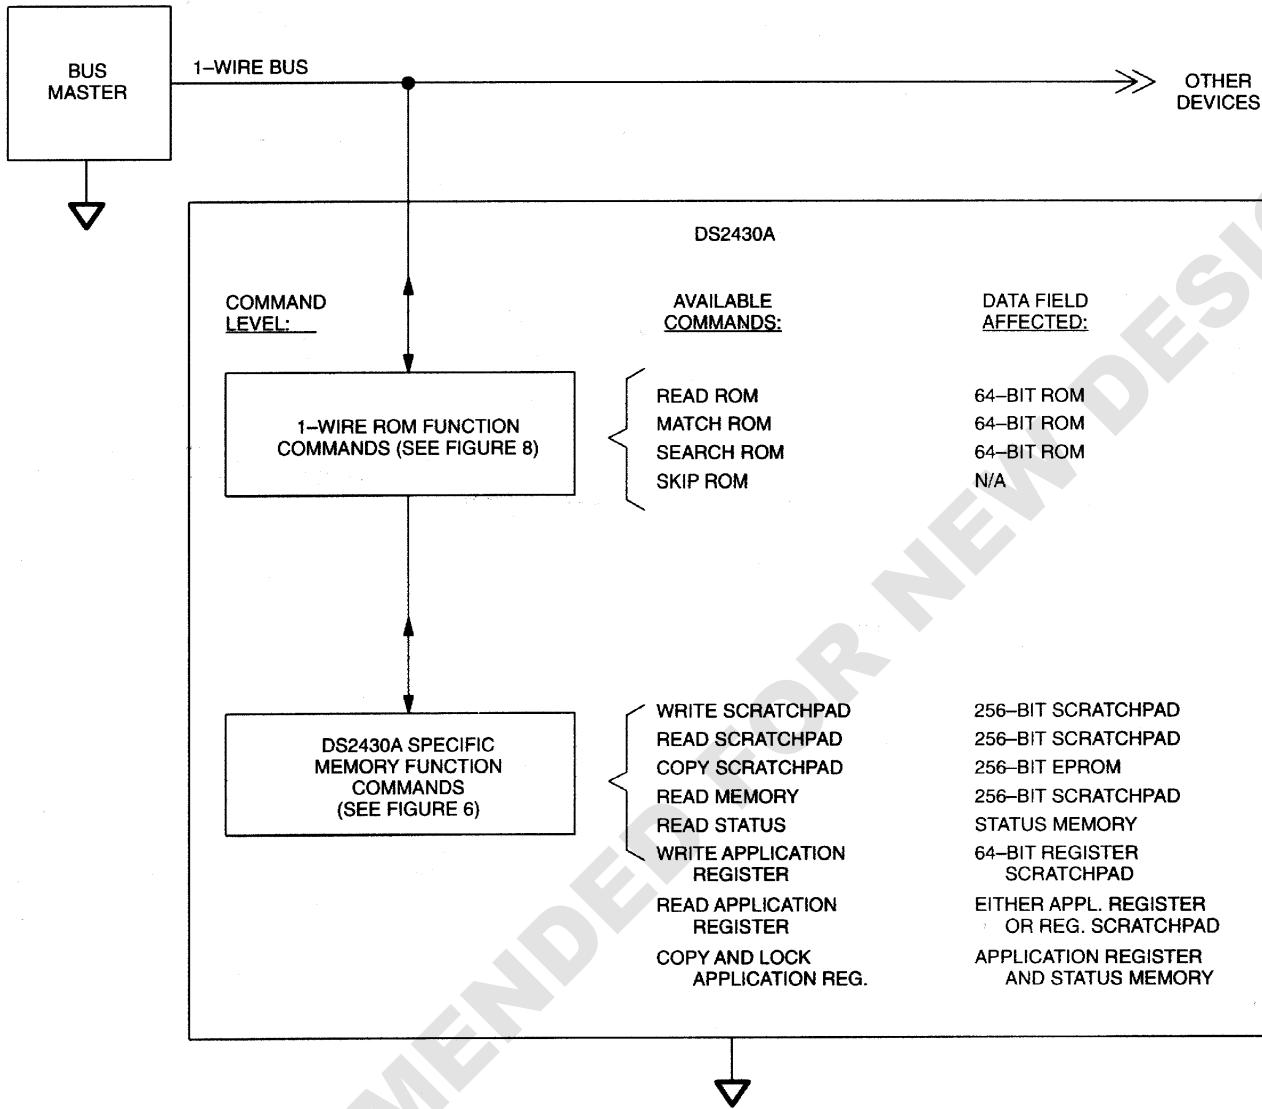 BUS
MASTER
1–WIRE BUS
OTHER
DEVICES
DS2430A
COMMAND
LEVEL:
AVAILABLE
COMMANDS:
DATA FIELD
AFFECTED:
1–WIRE ROM FUNCTION
COMMANDS (SEE FIGURE 8)
READ ROM 64–BIT ROM
MATCH ROM 64–BIT ROM
SEARCH ROM 64–BIT ROM
SKIP ROM N/A
DS2430A SPECIFIC
MEMORY FUNCTION
COMMANDS
(SEE FIGURE 6)
WRITE SCRATCHPAD 256–BIT SCRATCHPAD
READ SCRATCHPAD 256–BIT SCRATCHPAD
COPY SCRATCHPAD 256–BIT EPROM
READ MEMORY 256–BIT SCRATCHPAD
READ STATUS STATUS MEMORY
WRITE APPLICATION 64–BIT REGISTER
REGISTER SCRATCHPAD
READ APPLICATION EITHER APPL. REGISTER
REGISTER OR REG. SCRATCHPAD
COPY AND LOCK APPLICATION REGISTER
APPLICATION REG. AND STATUS MEMORY
MENDED FOR NEW DESIG